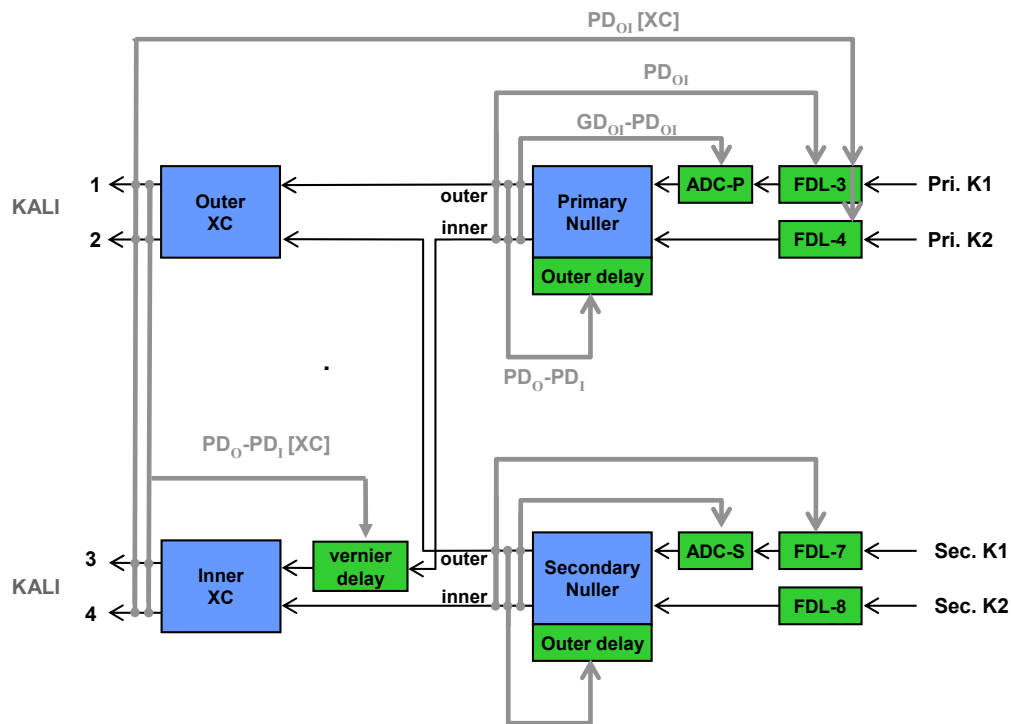 PD_OI [XC]
PD_OI
GD_OI-PD_OI
KALI
1
2
Outer XC
outer
inner
Primary Nuller
Outer delay
ADC-P
FDL-3
FDL-4
Pri. K1
Pri. K2
.
PD_O-PD_I
PD_O-PD_I [XC]
KALI
3
4
Inner XC
vernier delay
outer
inner
Secondary Nuller
Outer delay
ADC-S
FDL-7
FDL-8
Sec. K1
Sec. K2